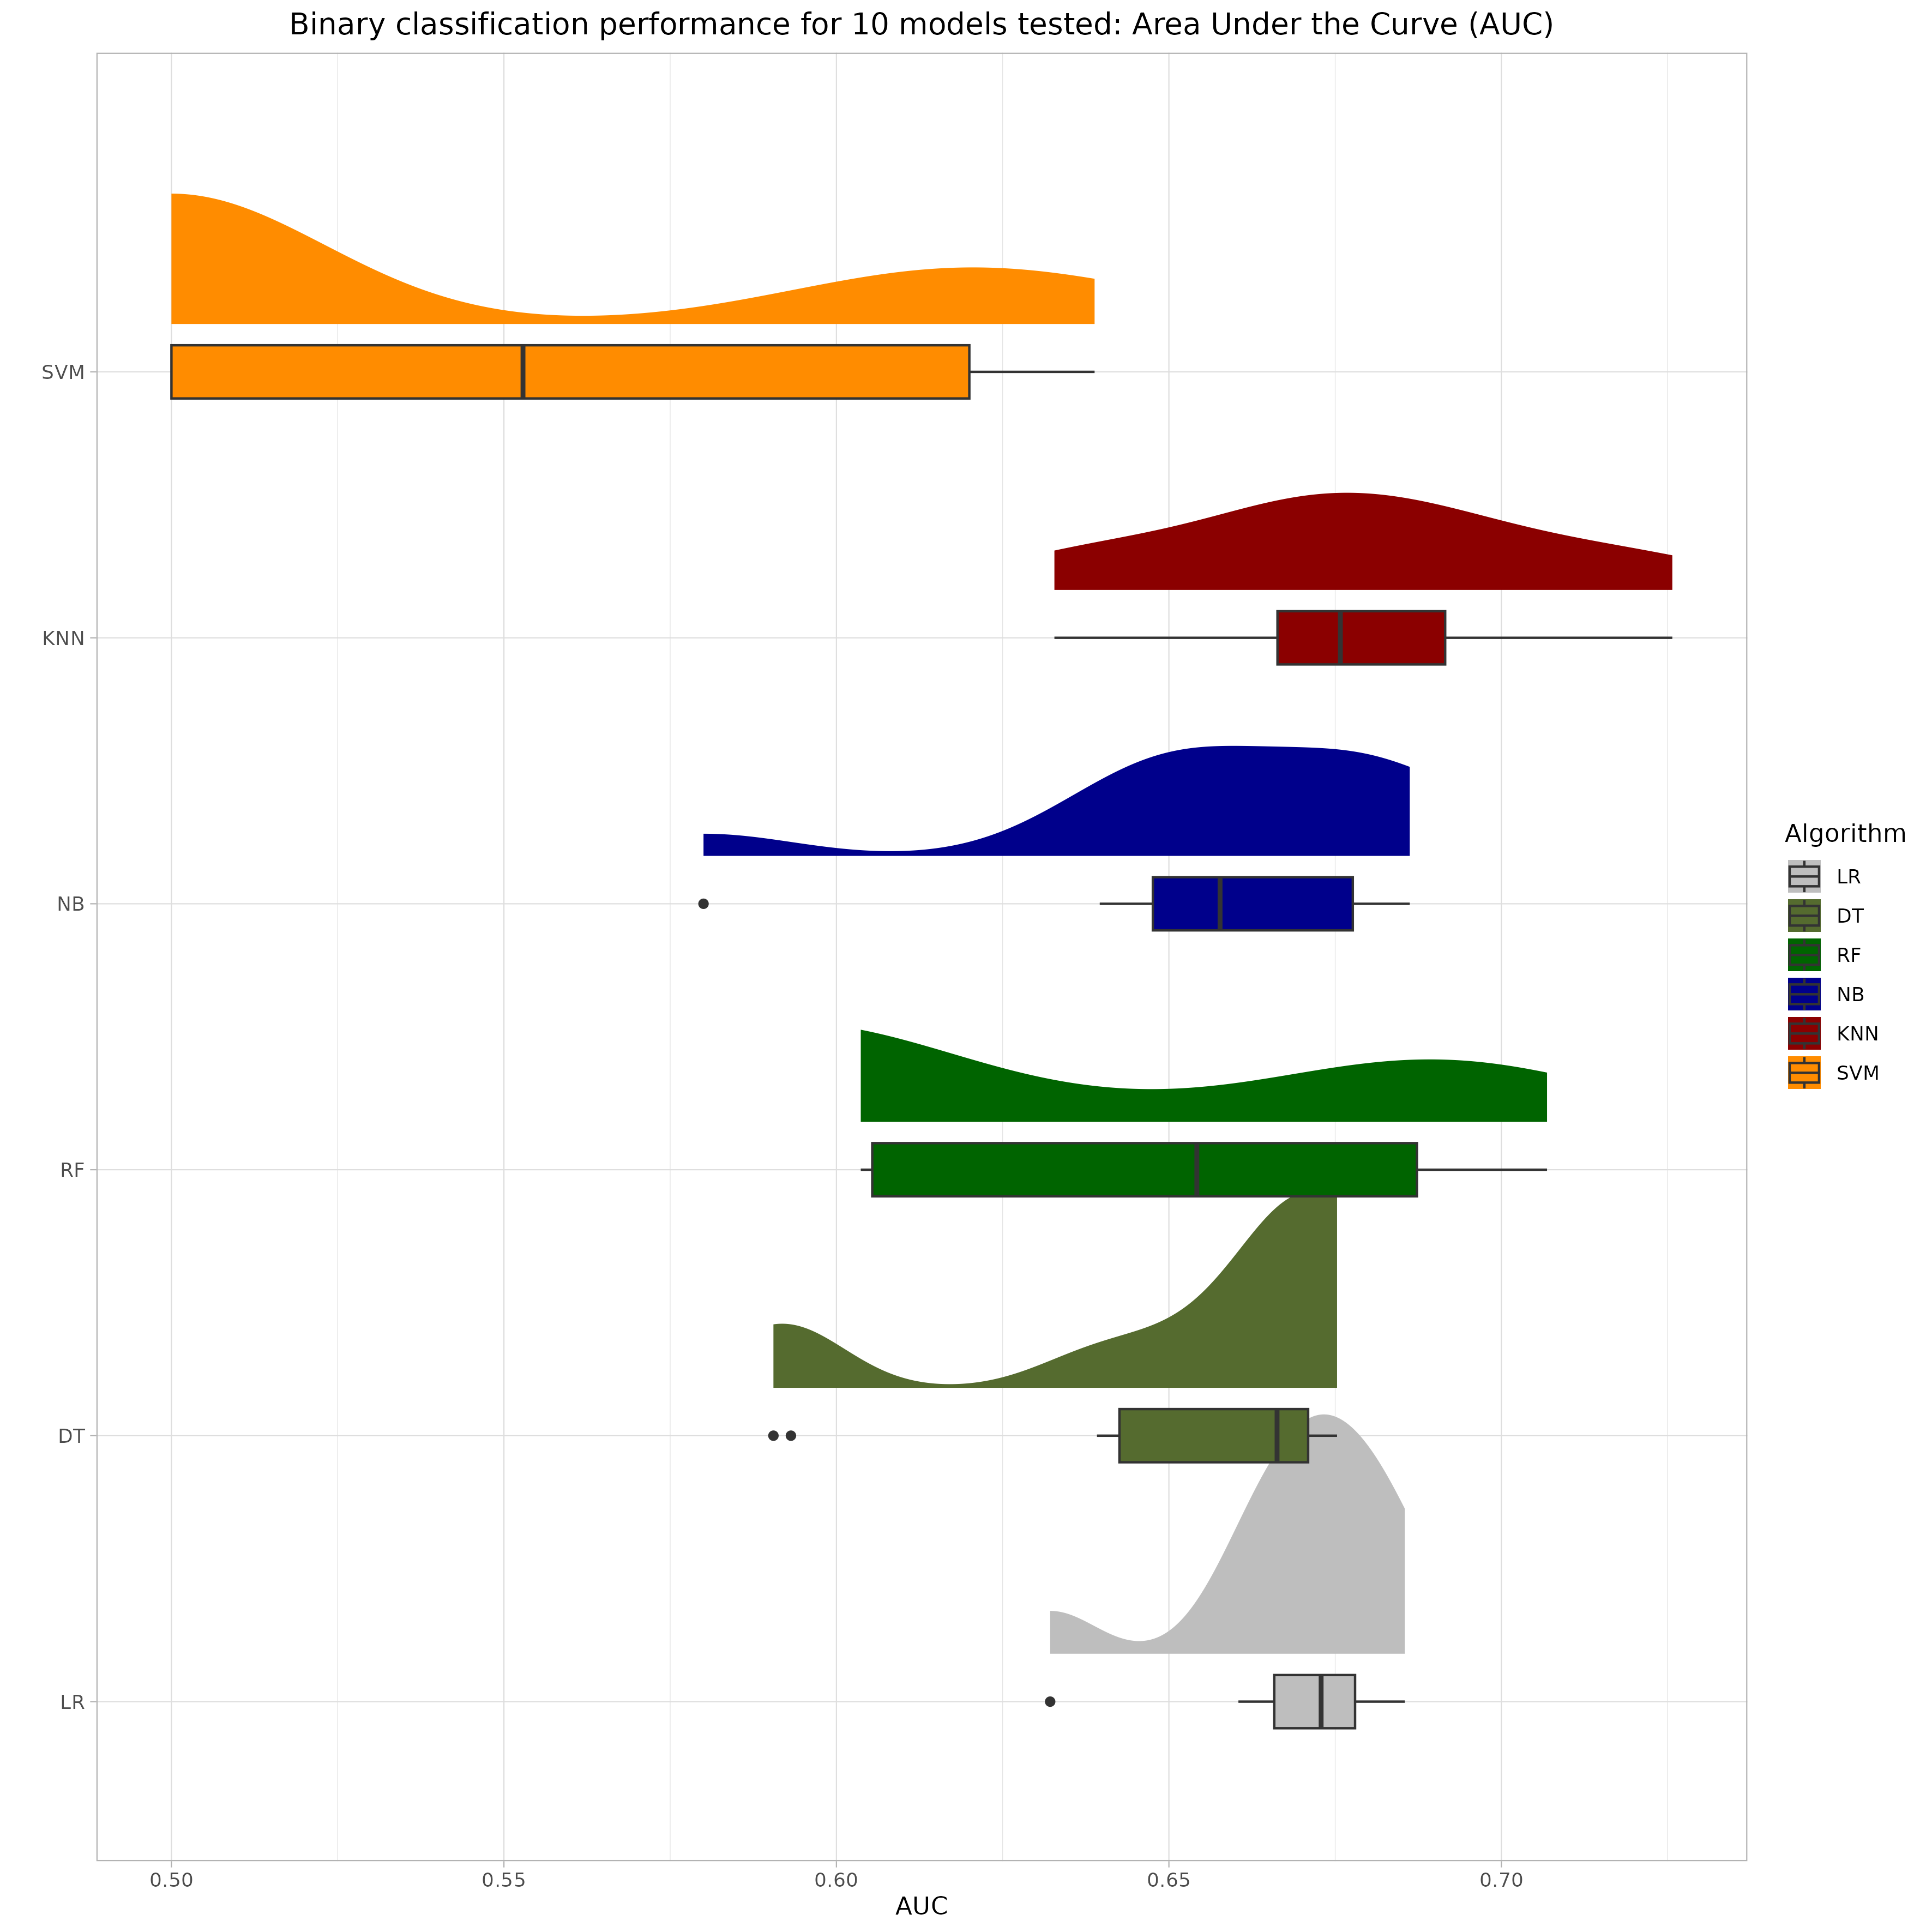 Binary classification performance for 10 models tested: Area Under the Curve (AUC)
SVM
KNN
NB
RF
DT
LR
0.50
0.55
0.60
0.65
0.70
AUC
Algorithm
LR
DT
RF
NB
KNN
SVM